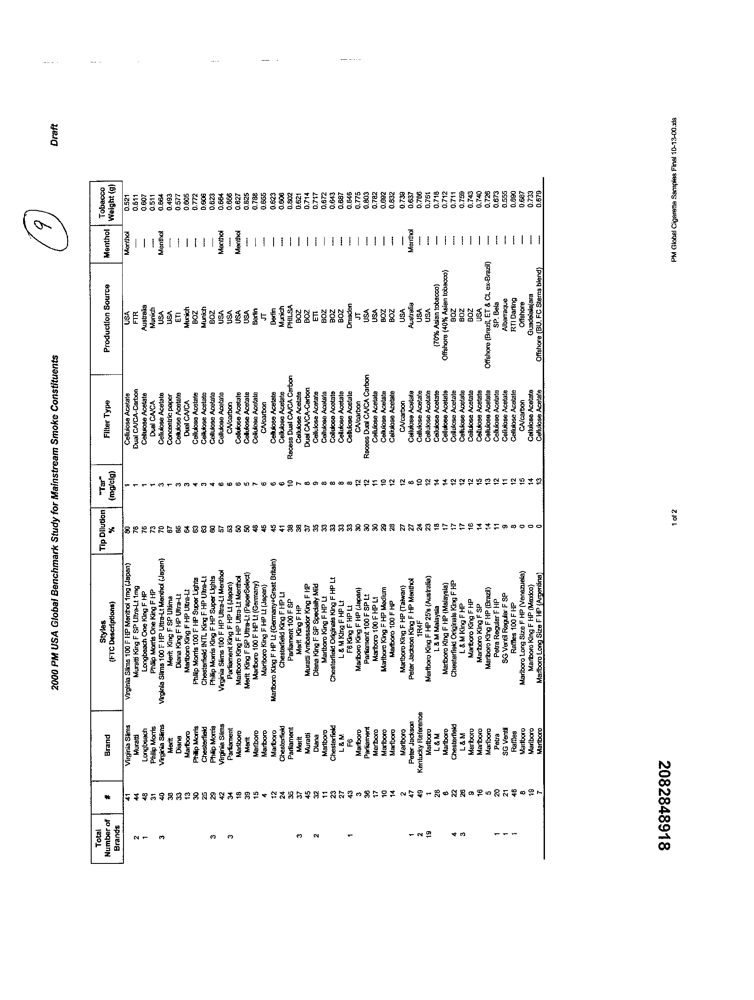 9
Draft
2000 PM USA Global Benchmark Study for Mainstream Smoke Constituents
Total Number of Brands # Brand Styles (FTC Descriptions) Tip Dilution % "Tar" (mg/cig) Filter Type Production Source Menthol Tobacco Weight (g)
41 Virginia Slims Virginia Slims 100 F BP Menthol 1mg (Japan) 80 1 Cellulose Acetate USA Menthol 0.521
2 44 Muratti Muratti King F SP Ultra-Lt 1mg 76 1 Dual CA/CA-Carbon FTR --- 0.511
1 48 Longbeach Longbeach One King F HP 76 1 Cellulose Acetate Australia --- 0.607
31 Philip Morris Philip Morris One King F HP 73 1 Dual CA/CA Munich --- 0.511
3 40 Virginia Slims Virginia Slims 100 F HP Ultra-Lt Menthol (Japan) 70 3 Cellulose Acetate USA Menthol 0.664
38 Merit Merit King F SP Ultima 67 1 Concentric paper USA --- 0.493
33 Diana Diana King F HP Ultra-Lt 65 3 Cellulose Acetate ETI --- 0.577
13 Marlboro Marlboro King F HP Ultra-Lt 64 3 Dual CA/CA Munich --- 0.605
30 Philip Morris Philip Morris 100 F HP Super Lights 63 4 Cellulose Acetate BOZ --- 0.772
25 Chesterfield Chesterfield INTL King F HP Ultra-Lt 63 3 Cellulose Acetate Munich --- 0.606
3 29 Philip Morris Philip Morris King F HP Super Lights 60 4 Cellulose Acetate BOZ --- 0.623
42 Virginia Slims Virginia Slims 100 F HP Ultra-Lt Menthol 57 6 Cellulose Acetate USA Menthol 0.664
3 34 Parliament Parliament King F HP Lt (Japan) 53 6 CA/carbon USA --- 0.656
18 Marlboro Marlboro King F HP Ultra-Lt Menthol 50 6 Cellulose Acetate USA Menthol 0.627
39 Merit Merit King F SP Ultra-Lt (PaperSelect) 50 5 Cellulose Acetate USA --- 0.625
15 Marlboro Marlboro 100 F HP Lt (Germany) 48 7 Cellulose Acetate Berlin --- 0.788
4 Marlboro Marlboro King F HP Lt (Japan) 45 6 CA/carbon JT --- 0.655
12 Marlboro Marlboro King F HP Lt (Germany+Great Britain) 45 6 Cellulose Acetate Berlin --- 0.623
24 Chesterfield Chesterfield King F HP Lt 41 6 Cellulose Acetate Munich --- 0.606
35 Parliament Parliament 100 F SP 38 10 Recess Dual CA/CA Carbon PHILSA --- 0.802
3 37 Merit Merit King F HP 38 7 Cellulose Acetate BOZ --- 0.621
45 Muratti Muratti Ambassador King F HP 37 8 Dual CA/CA-Carbon BOZ --- 0.714
2 32 Diana Diana King F SP Specially Mild 35 9 Cellulose Acetate ETI --- 0.717
11 Marlboro Marlboro King F HP Lt 33 8 Cellulose Acetate BOZ --- 0.672
23 Chesterfield Chesterfield Originals King F HP Lt 33 8 Cellulose Acetate BOZ --- 0.643
27 L & M L & M King F HP Lt 33 8 Cellulose Acetate BOZ --- 0.667
1 43 F6 F6 King F HP Lt 33 8 Cellulose Acetate Dresden --- 0.646
3 Marlboro Marlboro King F HP (Japan) 30 12 CA/carbon JT --- 0.775
36 Parliament Parliament 100 F SP Lt 30 12 Recess Dual CA/CA Carbon USA --- 0.803
17 Marlboro Marlboro 100 F HP Lt 30 11 Cellulose Acetate USA --- 0.782
10 Marlboro Marlboro King F HP Medium 29 10 Cellulose Acetate BOZ --- 0.692
14 Marlboro Marlboro 100 F HP 28 12 Cellulose Acetate BOZ --- 0.832
2 Marlboro Marlboro King F HP (Taiwan) 27 12 CA/carbon USA --- 0.739
1 47 Peter Jackson Peter Jackson King F HP Menthol 27 8 Cellulose Acetate Australia Menthol 0.637
2 49 Kentucky Reference 1R4F 24 10 Cellulose Acetate USA --- 0.786
19 1 Marlboro Marlboro King F HP 25's (Australia) 23 12 Cellulose Acetate USA --- 0.751
28 L & M L & M Malaysia 18 14 Cellulose Acetate (70% Asian tobacco) --- 0.718
6 Marlboro Marlboro King F HP (Malaysia) 17 14 Cellulose Acetate Offshore (40% Asian tobacco) --- 0.712
4 22 Chesterfield Chesterfield Originals King F HP 17 12 Cellulose Acetate BOZ --- 0.711
3 26 L & M L & M King F HP 17 12 Cellulose Acetate BOZ --- 0.759
9 Marlboro Marlboro King F HP 16 12 Cellulose Acetate BOZ --- 0.743
16 Marlboro Marlboro King F SP 14 15 Cellulose Acetate USA --- 0.740
5 Marlboro Marlboro King F HP (Brazil) 14 13 Cellulose Acetate Offshore (Brazil, ET & CL ex-Brazil) --- 0.726
1 20 Petra Petra Regular F HP 11 12 Cellulose Acetate SP. Bela --- 0.673
1 21 SG Ventil SG Ventil Regular F SP 9 11 Cellulose Acetate Albarraque --- 0.555
1 46 Raffles Raffles 100 F HP 8 12 Cellulose Acetate RTI Darling --- 0.690
8 Marlboro Marlboro Long Size F HP (Venezuela) 0 15 CA/carbon Offshore --- 0.687
19 Marlboro Marlboro King F HP (Mexico) 0 14 Cellulose Acetate Guadelalajara --- 0.733
7 Marlboro Marlboro Long Size F HP (Argentina) 0 13 Cellulose Acetate Offshore (BU, FC Stems blend) --- 0.679
2082848918
1 of 2
PM Global Cigarette Samples Final 10-13-00.xls